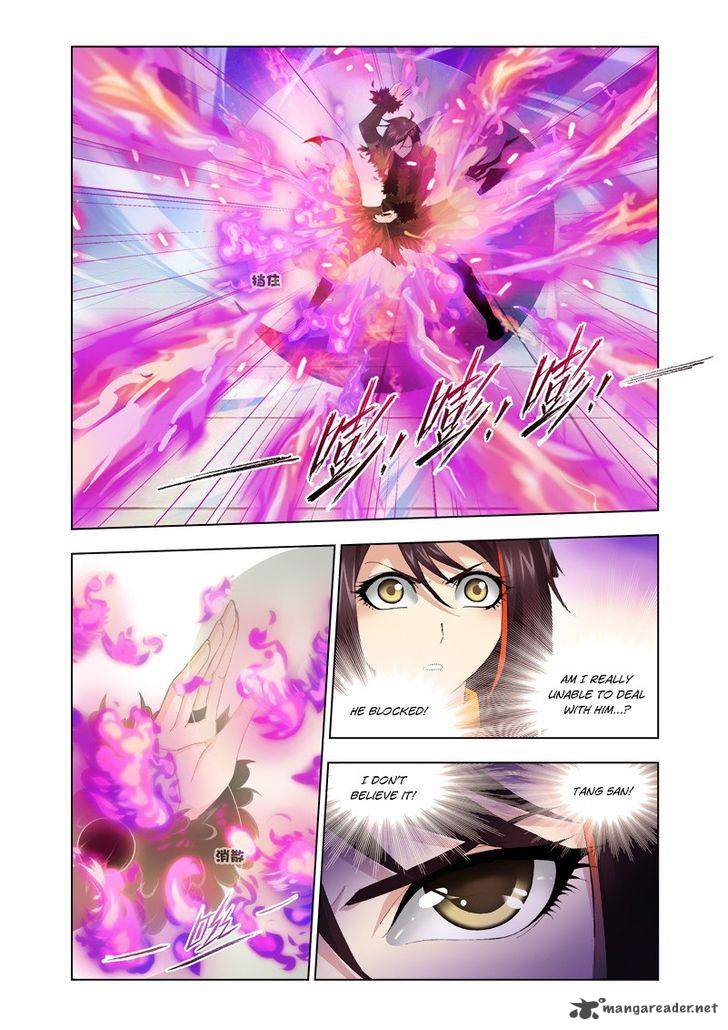 挡住
嘭! 嘭! 嘭!
HE BLOCKED!
AM I REALLY
UNABLE TO DEAL
WITH HIM...?
消散
I DON'T
BELIEVE IT!
TANG SAN!
mangareader.net